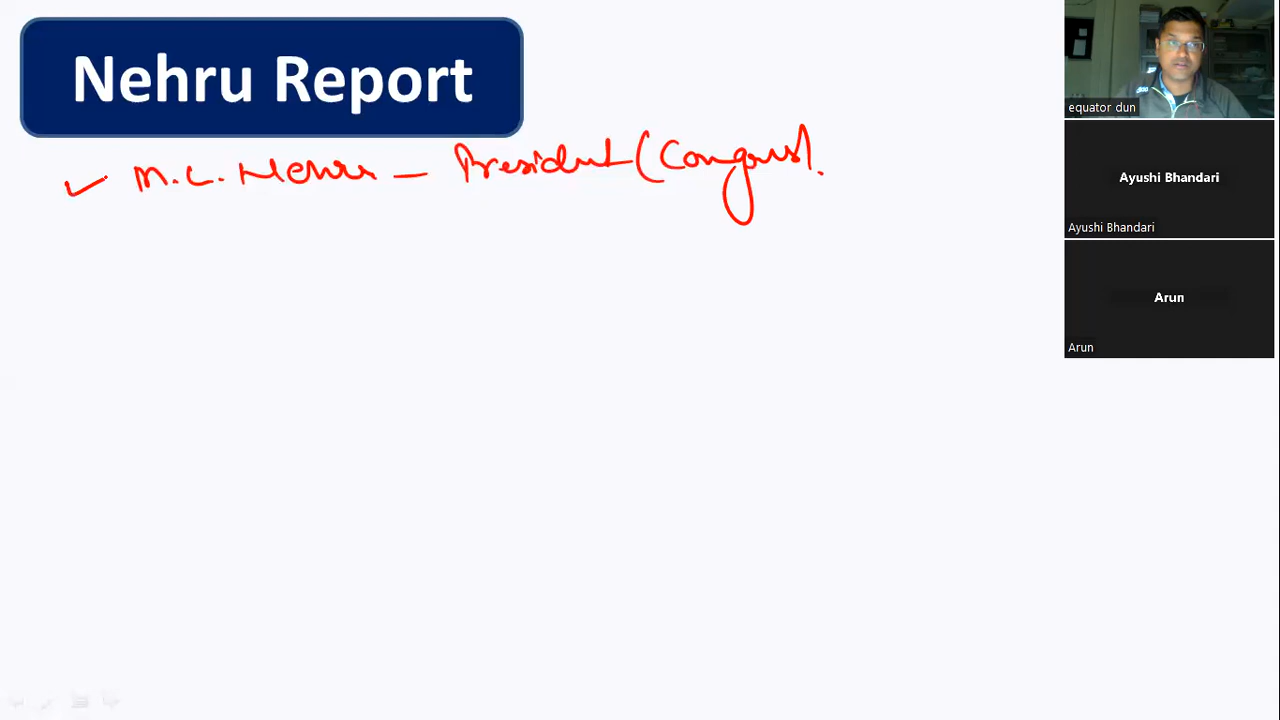 Nehru Report
M.L. Nehru – President (Congress).
equator dun
Ayushi Bhandari
Ayushi Bhandari
Arun
Arun